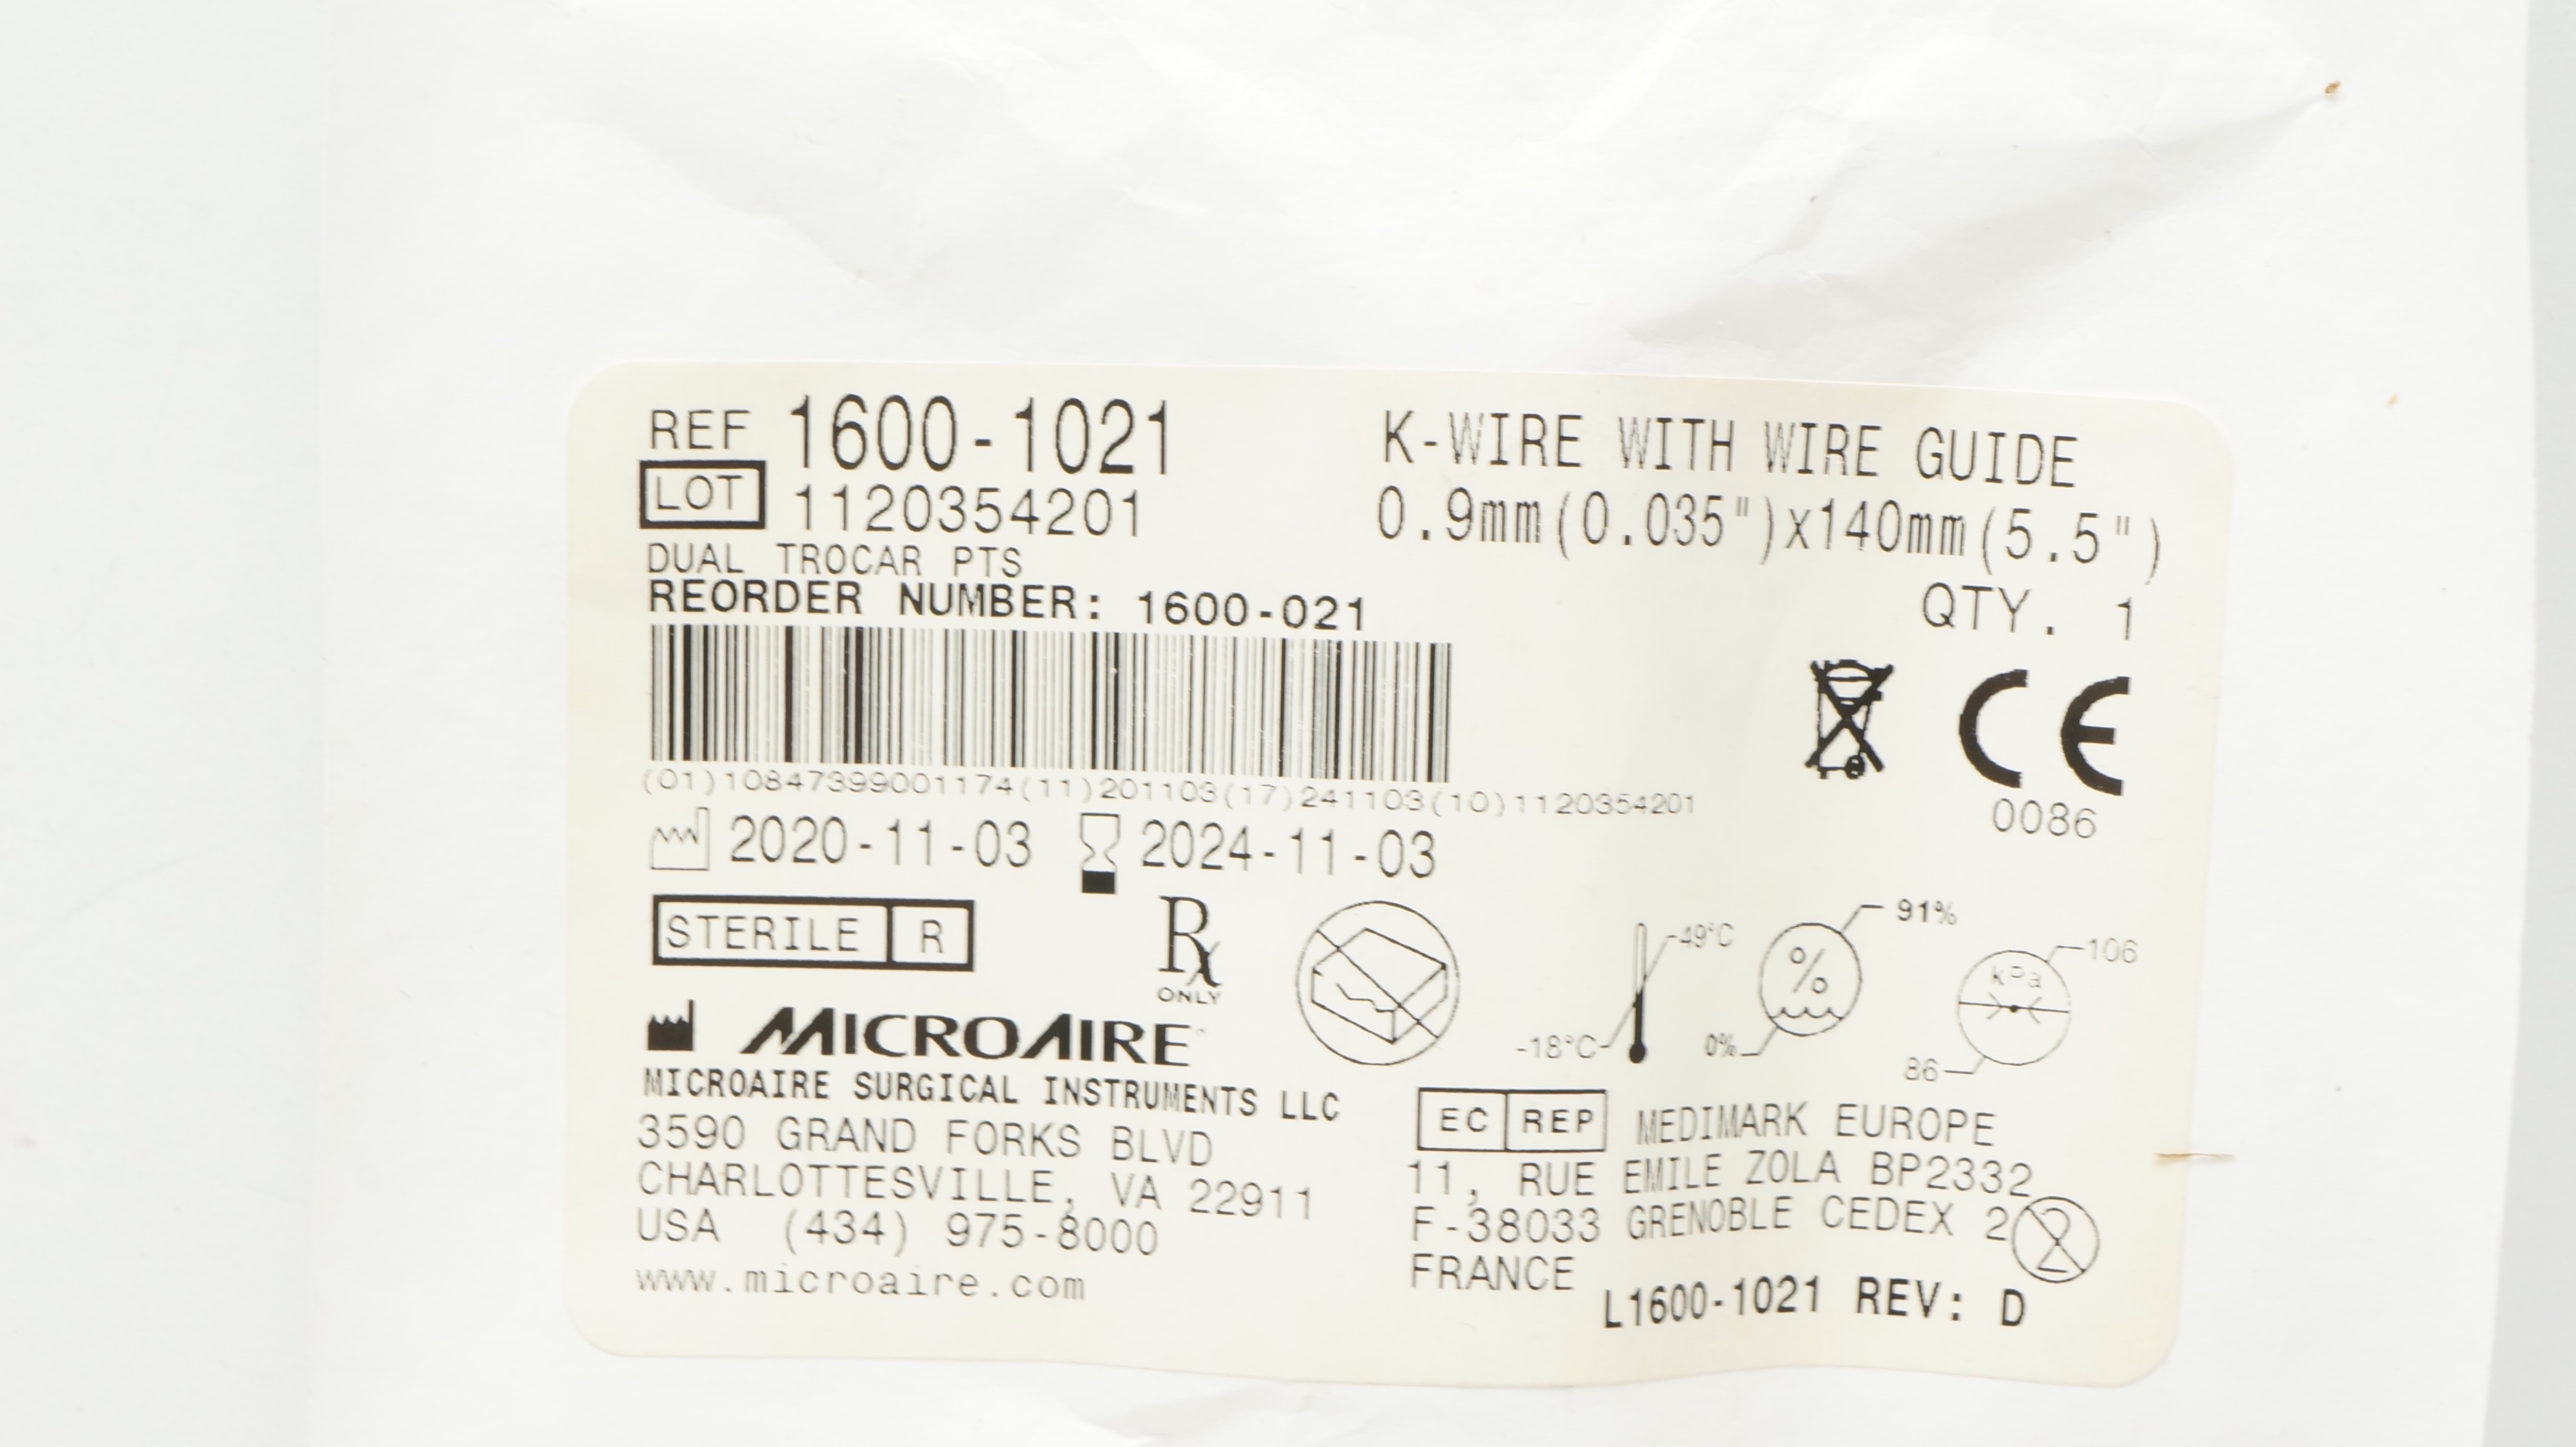 REF 1600-1021
K-WIRE WITH WIRE GUIDE
LOT 1120354201
0.9mm(0.035")x140mm(5.5")
DUAL TROCAR PTS
QTY. 1
REORDER NUMBER: 1600-021
(01)10847399001174(11)201103(17)241103(10)1120354201
CE
0086
2020-11-03 2024-11-03
STERILE R
Rx
ONLY
-18°C 49°C
% 0% 91%
kPa 86 106
MICROAIRE
MICROAIRE SURGICAL INSTRUMENTS LLC
3590 GRAND FORKS BLVD
CHARLOTTESVILLE, VA 22911
USA (434) 975-8000
www.microaire.com
EC REP MEDIMARK EUROPE
11, RUE EMILE ZOLA BP2332
F-38033 GRENOBLE CEDEX 2
FRANCE
2
L1600-1021 REV: D